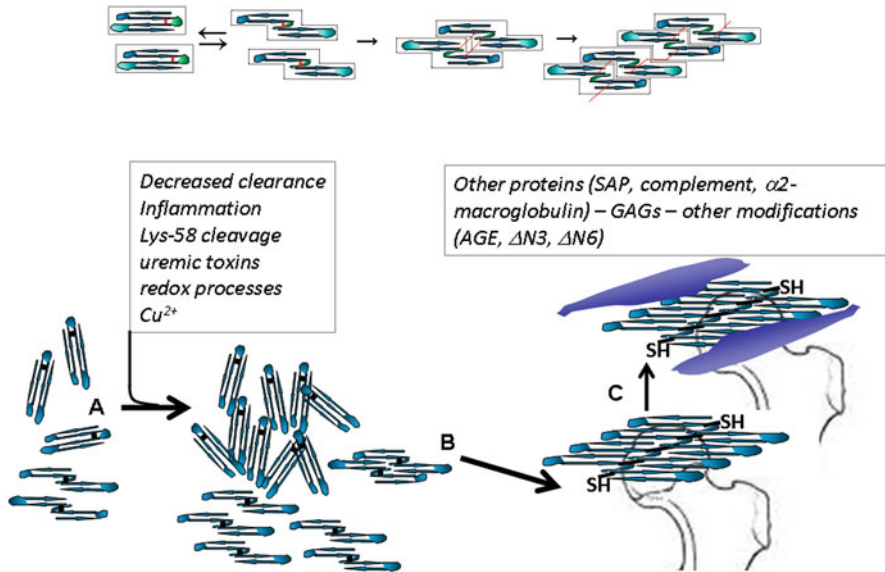 Decreased clearance
Inflammation
Lys-58 cleavage
uremic toxins
redox processes
Cu²⁺
Other proteins (SAP, complement, α2-
macroglobulin) – GAGs – other modifications
(AGE, ΔN3, ΔN6)
SH
SH
C
A
B
SH
SH